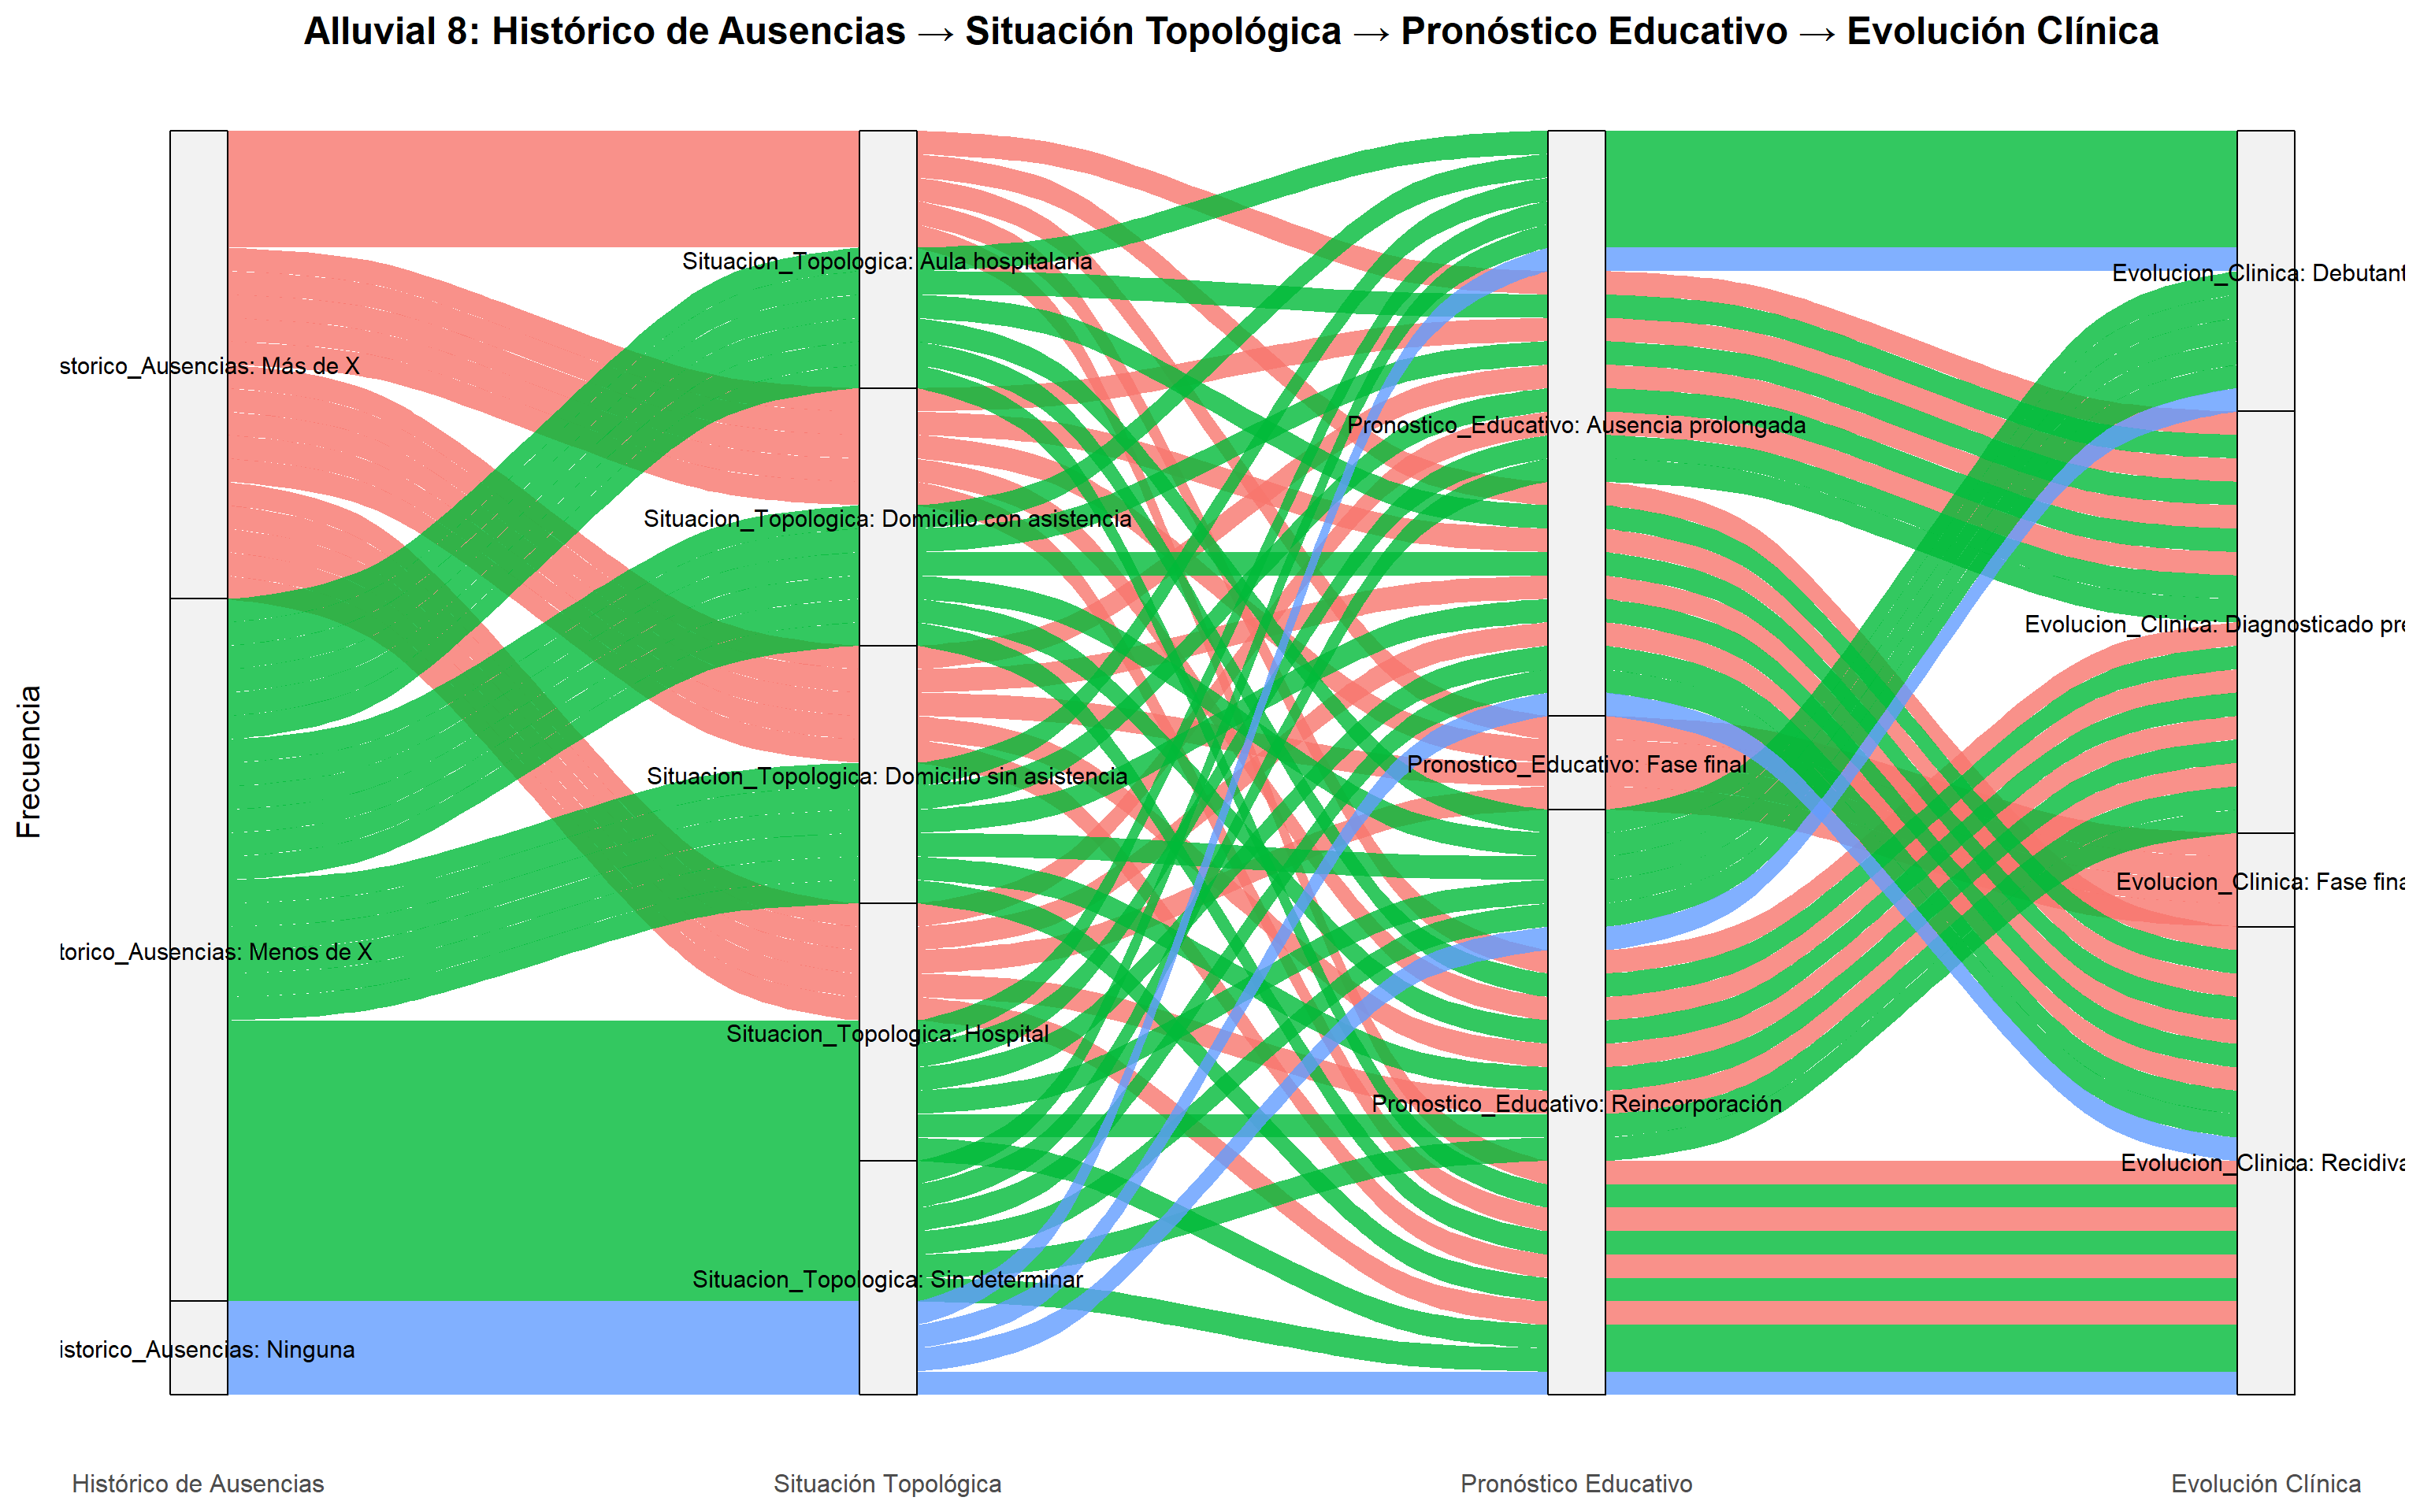 Alluvial 8: Histórico de Ausencias → Situación Topológica → Pronóstico Educativo → Evolución Clínica
Frecuencia
storico_Ausencias: Más de X
torico_Ausencias: Menos de X
istorico_Ausencias: Ninguna
Situacion_Topologica: Aula hospitalaria
Situacion_Topologica: Domicilio con asistencia
Situacion_Topologica: Domicilio sin asistencia
Situacion_Topologica: Hospital
Situacion_Topologica: Sin determinar
Pronostico_Educativo: Ausencia prolongada
Pronostico_Educativo: Fase final
Pronostico_Educativo: Reincorporación
Evolucion_Clinica: Debutant
Evolucion_Clinica: Diagnosticado pre
Evolucion_Clinica: Fase fina
Evolucion_Clinica: Recidiva
Histórico de Ausencias
Situación Topológica
Pronóstico Educativo
Evolución Clínica